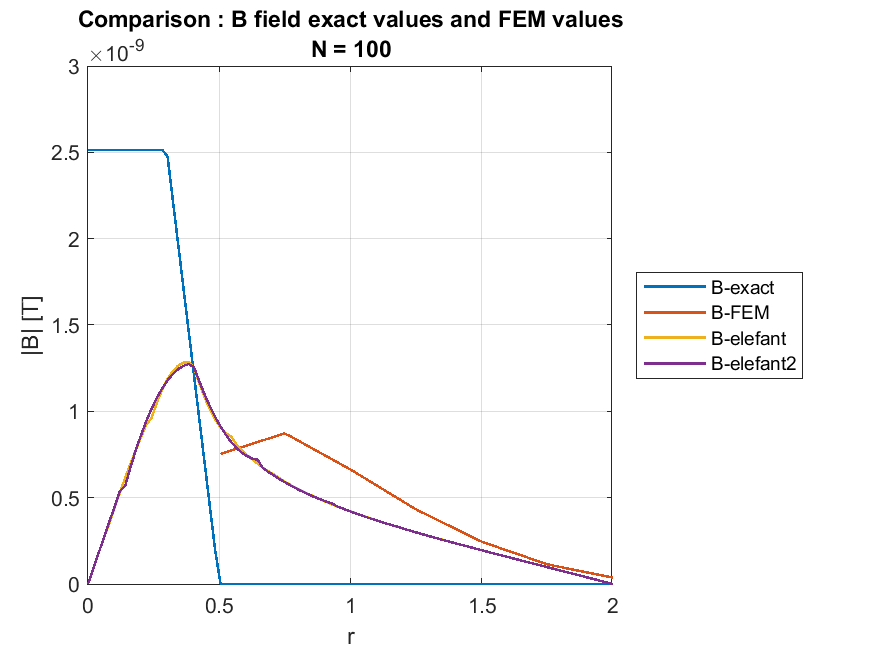 Comparison : B field exact values and FEM values
N = 100
×10-9
3
2.5
2
1.5
1
0.5
0
0
0.5
1
1.5
2
|B| [T]
r
B-exact
B-FEM
B-elefant
B-elefant2